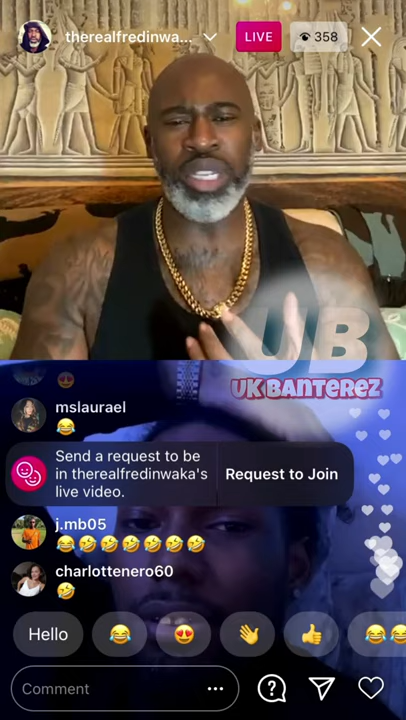 therealfredinwa...
LIVE
358
UB
UK BANTEREZ
mslaurael
😂
Send a request to be
in therealfredinwaka's
live video.
Request to Join
j.mb05
😂🤣🤣🤣🤣🤣🤣
charlottenero60
🤣
Hello
Comment